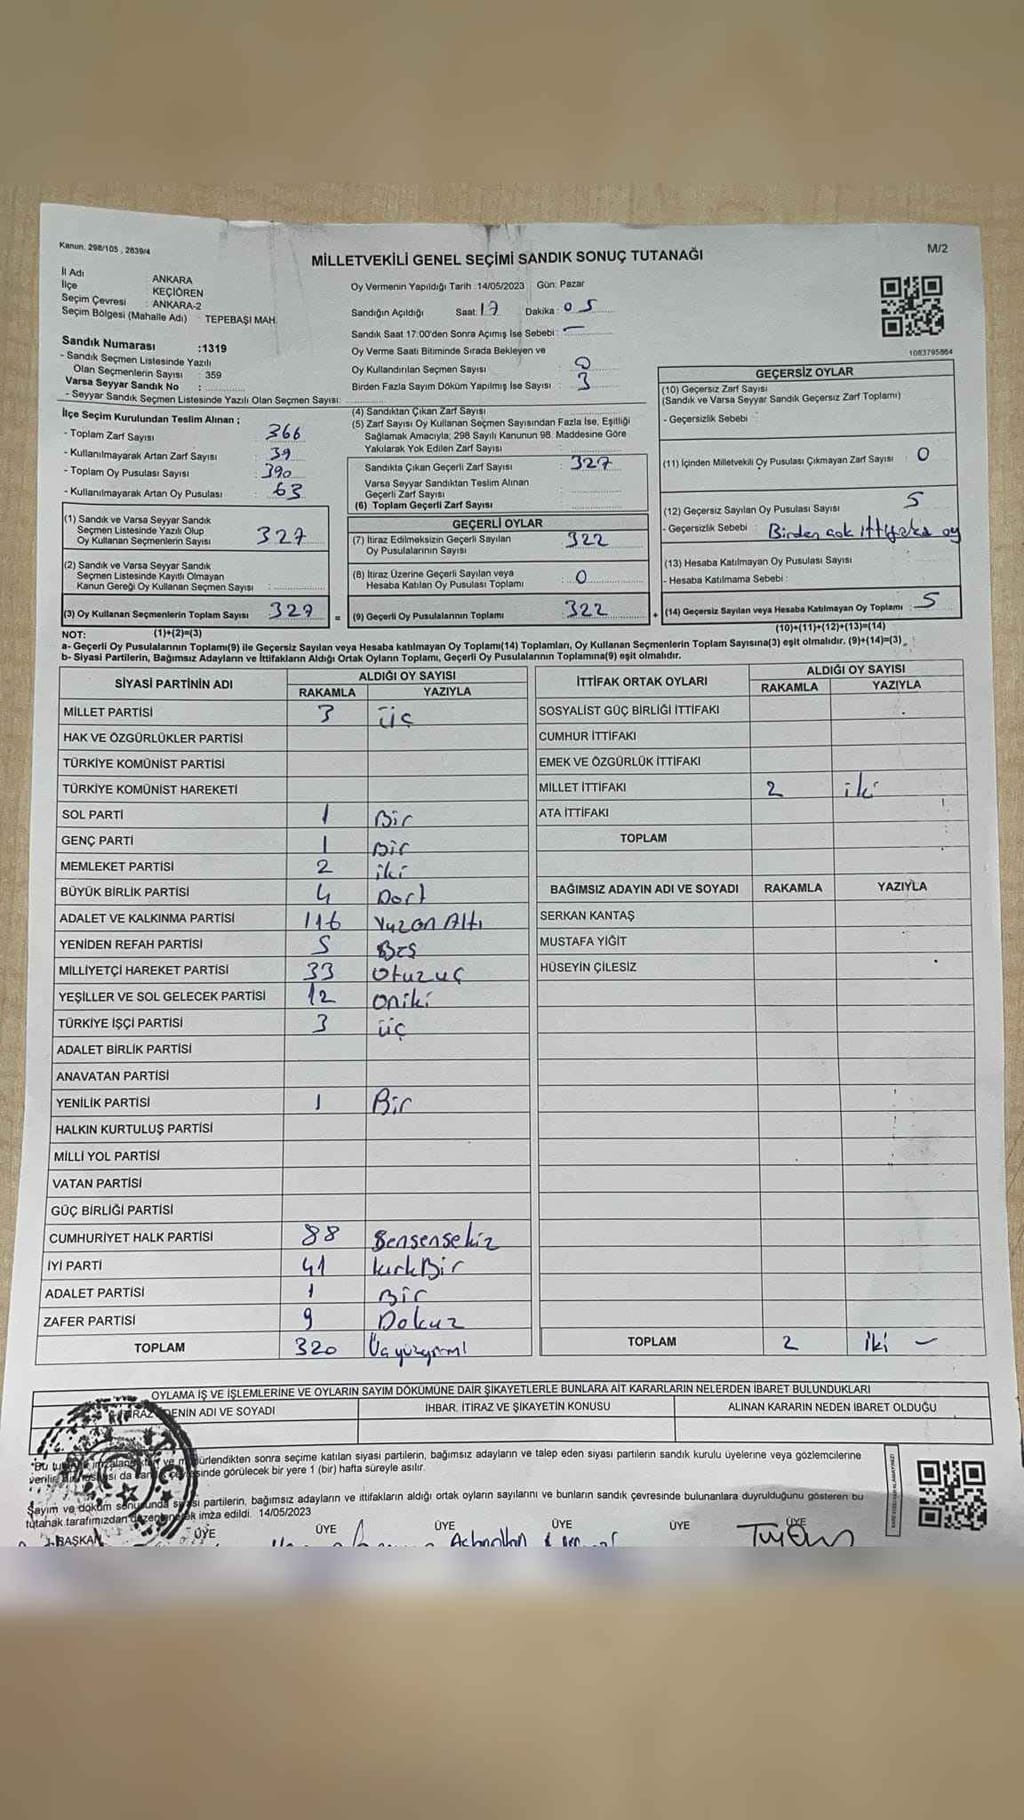 Kanun. 298/105 , 2839/4
M/2
MİLLETVEKİLİ GENEL SEÇİMİ SANDIK SONUÇ TUTANAĞI
İl Adı ANKARA
İlçe KEÇİÖREN
Seçim Çevresi : ANKARA-2
Seçim Bölgesi (Mahalle Adı) : TEPEBAŞI MAH.
Oy Vermenin Yapıldığı Tarih :14/05/2023 Gün: Pazar
Sandığın Açıldığı Saat: 17 Dakika: 05
Sandık Saat 17:00'den Sonra Açımış İse Sebebi: —
Oy Verme Saati Bitiminde Sırada Bekleyen ve
Oy Kullandırılan Seçmen Sayısı 0
Birden Fazla Sayım Döküm Yapılmış İse Sayısı : 3
1083795864
Sandık Numarası :1319
- Sandık Seçmen Listesinde Yazılı
Olan Seçmenlerin Sayısı : 359
Varsa Seyyar Sandık No :
- Seyyar Sandık Seçmen Listesinde Yazılı Olan Seçmen Sayısı:
İlçe Seçim Kurulundan Teslim Alınan ;
- Toplam Zarf Sayısı 366
- Kullanılmayarak Artan Zarf Sayısı : 39
- Toplam Oy Pusulası Sayısı : 390
- Kullanılmayarak Artan Oy Pusulası : 63
(1) Sandık ve Varsa Seyyar Sandık
Seçmen Listesinde Yazılı Olup
Oy Kullanan Seçmenlerin Sayısı 327
(2) Sandık ve Varsa Seyyar Sandık
Seçmen Listesinde Kayıtlı Olmayan
Kanun Gereği Oy Kullanan Seçmen Sayısı
(3) Oy Kullanan Seçmenlerin Toplam Sayısı 327 =
(1)+(2)=(3)
(4) Sandıktan Çıkan Zarf Sayısı
(5) Zarf Sayısı Oy Kullanan Seçmen Sayısından Fazla İse, Eşitliği
Sağlamak Amacıyla, 298 Sayılı Kanunun 98. Maddesine Göre
Yakılarak Yok Edilen Zarf Sayısı
Sandıkta Çıkan Geçerli Zarf Sayısı 327
Varsa Seyyar Sandıktan Teslim Alınan
Geçerli Zarf Sayısı
(6) Toplam Geçerli Zarf Sayısı
GEÇERLİ OYLAR
(7) İtiraz Edilmeksizin Geçerli Sayılan
Oy Pusulalarının Sayısı 322
(8) İtiraz Üzerine Geçerli Sayılan veya
Hesaba Katılan Oy Pusulası Toplamı 0
(9) Geçerli Oy Pusulalarının Toplamı 322 +
GEÇERSİZ OYLAR
(10) Geçersiz Zarf Sayısı
(Sandık ve Varsa Seyyar Sandık Geçersiz Zarf Toplamı)
- Geçersizlik Sebebi :
(11) İçinden Milletvekili Oy Pusulası Çıkmayan Zarf Sayısı 0
(12) Geçersiz Sayılan Oy Pusulası Sayısı 5
- Geçersizlik Sebebi : Birden çok ittifaka oy
(13) Hesaba Katılmayan Oy Pusulası Sayısı
- Hesaba Katılmama Sebebi :
(14) Geçersiz Sayılan veya Hesaba Katılmayan Oy Toplamı 5
(10)+(11)+(12)+(13)=(14)
NOT:
a- Geçerli Oy Pusulalarının Toplamı(9) ile Geçersiz Sayılan veya Hesaba katılmayan Oy Toplamı(14) Toplamları, Oy Kullanan Seçmenlerin Toplam Sayısına(3) eşit olmalıdır. (9)+(14)=(3)
b- Siyasi Partilerin, Bağımsız Adayların ve İttifakların Aldığı Ortak Oyların Toplamı, Geçerli Oy Pusulalarının Toplamına(9) eşit olmalıdır.
SİYASİ PARTİNİN ADI ALDIĞI OY SAYISI
RAKAMLA YAZIYLA
MİLLET PARTİSİ 3 üç
HAK VE ÖZGÜRLÜKLER PARTİSİ
TÜRKİYE KOMÜNİST PARTİSİ
TÜRKİYE KOMÜNİST HAREKETİ
SOL PARTİ 1 Bir
GENÇ PARTİ 1 Bir
MEMLEKET PARTİSİ 2 iki
BÜYÜK BİRLİK PARTİSİ 4 Dört
ADALET VE KALKINMA PARTİSİ 116 Yüzon Altı
YENİDEN REFAH PARTİSİ 5 Beş
MİLLİYETÇİ HAREKET PARTİSİ 33 Otuzuç
YEŞİLLER VE SOL GELECEK PARTİSİ 12 oniki
TÜRKİYE İŞÇİ PARTİSİ 3 üç
ADALET BİRLİK PARTİSİ
ANAVATAN PARTİSİ
YENİLİK PARTİSİ 1 Bir
HALKIN KURTULUŞ PARTİSİ
MİLLİ YOL PARTİSİ
VATAN PARTİSİ
GÜÇ BİRLİĞİ PARTİSİ
CUMHURİYET HALK PARTİSİ 88 Sensensekiz
İYİ PARTİ 41 kırkBir
ADALET PARTİSİ 1 Bir
ZAFER PARTİSİ 9 Dokuz
TOPLAM 320 Üçyüzyirmi
İTTİFAK ORTAK OYLARI ALDIĞI OY SAYISI
RAKAMLA YAZIYLA
SOSYALİST GÜÇ BİRLİĞİ İTTİFAKI
CUMHUR İTTİFAKI
EMEK VE ÖZGÜRLÜK İTTİFAKI
MİLLET İTTİFAKI 2 iki
ATA İTTİFAKI
TOPLAM
BAĞIMSIZ ADAYIN ADI VE SOYADI RAKAMLA YAZIYLA
SERKAN KANTAŞ
MUSTAFA YİĞİT
HÜSEYİN ÇİLESİZ
TOPLAM 2 iki —
OYLAMA İŞ VE İŞLEMLERİNE VE OYLARIN SAYIM DÖKÜMÜNE DAİR ŞİKAYETLERLE BUNLARA AİT KARARLARIN NELERDEN İBARET BULUNDUKLARI
İTİRAZ EDENİN ADI VE SOYADI İHBAR, İTİRAZ VE ŞİKAYETİN KONUSU ALINAN KARARIN NEDEN İBARET OLDUĞU
"Bu ve mühürlendikten sonra seçime katılan siyasi partilerin, bağımsız adayların ve talep eden siyasi partilerin sandık kurulu üyelerine veya gözlemcilerine
da çevresinde görülecek bir yere 1 (bir) hafta süreyle asılır.
Sayım ve döküm sonucunda siyasi partilerin, bağımsız adayların ve ittifakların aldığı ortak oyların sayılarını ve bunların sandık çevresinde bulunanlara duyrulduğunu gösteren bu
tutanak tarafımızdan düzenlenerek imza edildi. 14/05/2023
BAŞKAN ÜYE ÜYE ÜYE ÜYE ÜYE ÜYE